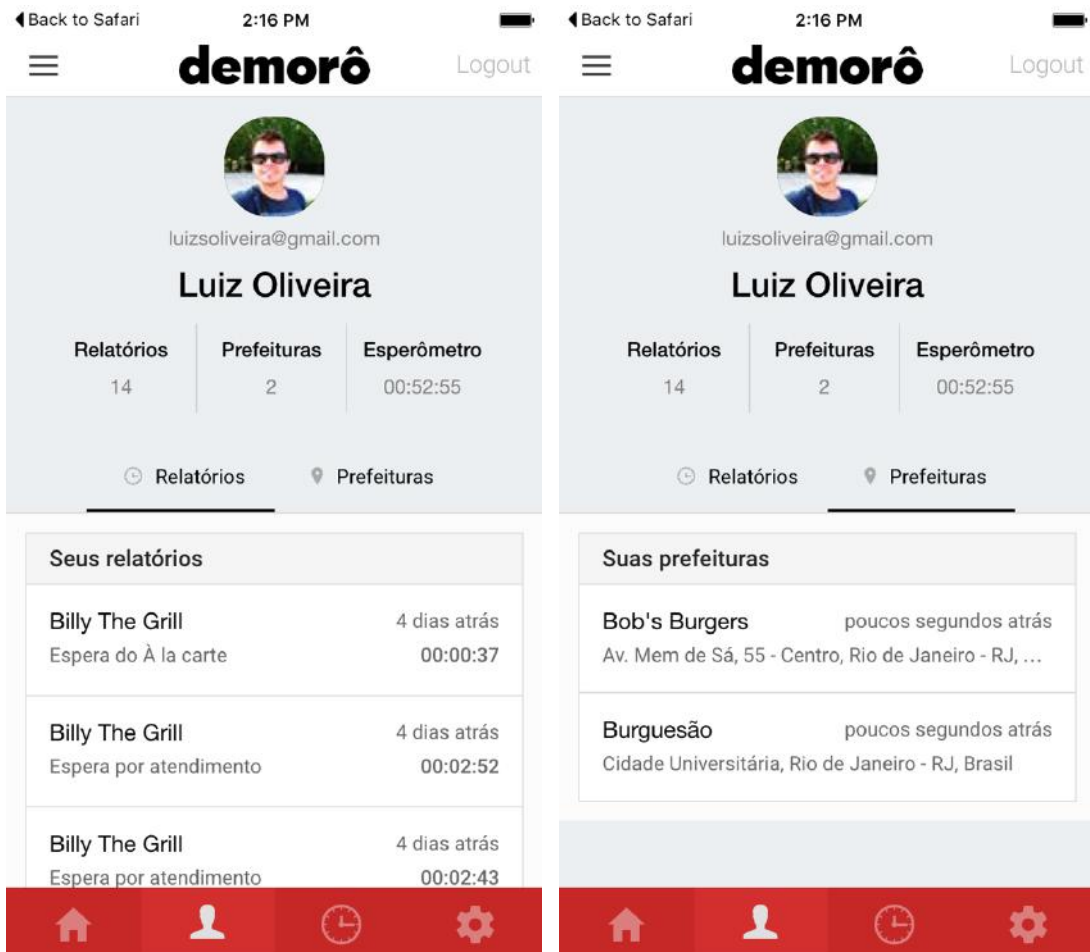 Back to Safari
2:16 PM
demorô
Logout
luizsoliveira@gmail.com
Luiz Oliveira
Relatórios Prefeituras Esperômetro
14 2 00:52:55
Relatórios Prefeituras
Seus relatórios
Billy The Grill 4 dias atrás
Espera do À la carte 00:00:37
Billy The Grill 4 dias atrás
Espera por atendimento 00:02:52
Billy The Grill 4 dias atrás
Espera por atendimento 00:02:43
Back to Safari
2:16 PM
demorô
Logout
luizsoliveira@gmail.com
Luiz Oliveira
Relatórios Prefeituras Esperômetro
14 2 00:52:55
Relatórios Prefeituras
Suas prefeituras
Bob's Burgers poucos segundos atrás
Av. Mem de Sá, 55 - Centro, Rio de Janeiro - RJ, ...
Burguesão poucos segundos atrás
Cidade Universitária, Rio de Janeiro - RJ, Brasil